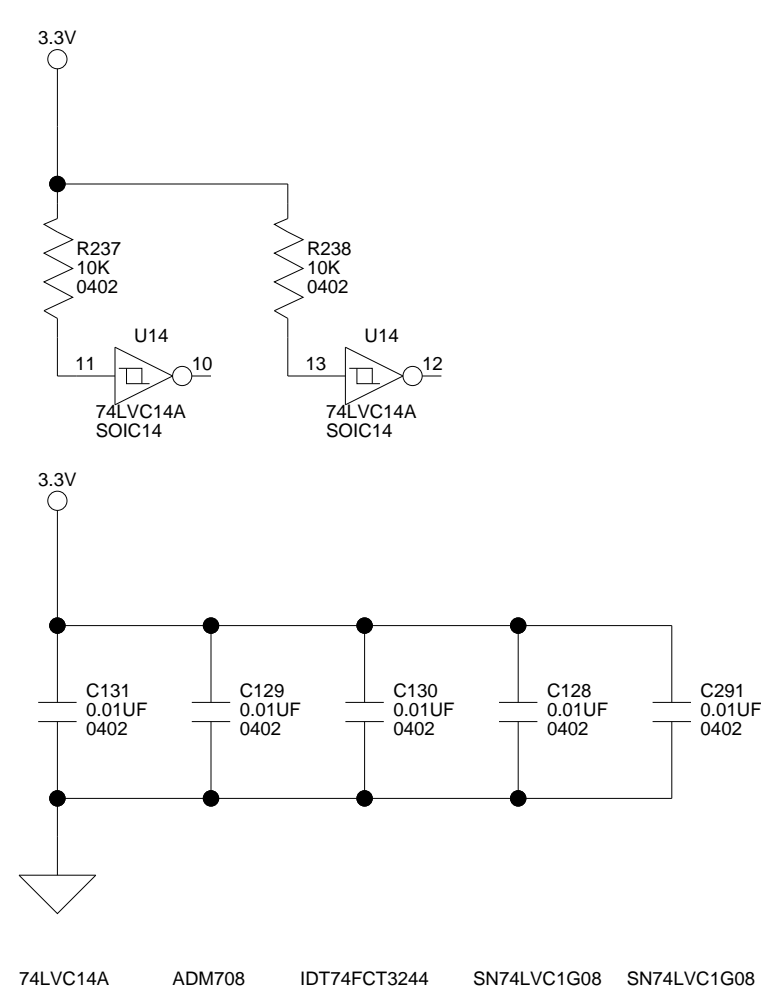 3.3V
R237
10K
0402
R238
10K
0402
U14
11
10
74LVC14A
SOIC14
U14
13
12
74LVC14A
SOIC14
3.3V
C131
0.01UF
0402
C129
0.01UF
0402
C130
0.01UF
0402
C128
0.01UF
0402
C291
0.01UF
0402
74LVC14A
ADM708
IDT74FCT3244
SN74LVC1G08
SN74LVC1G08